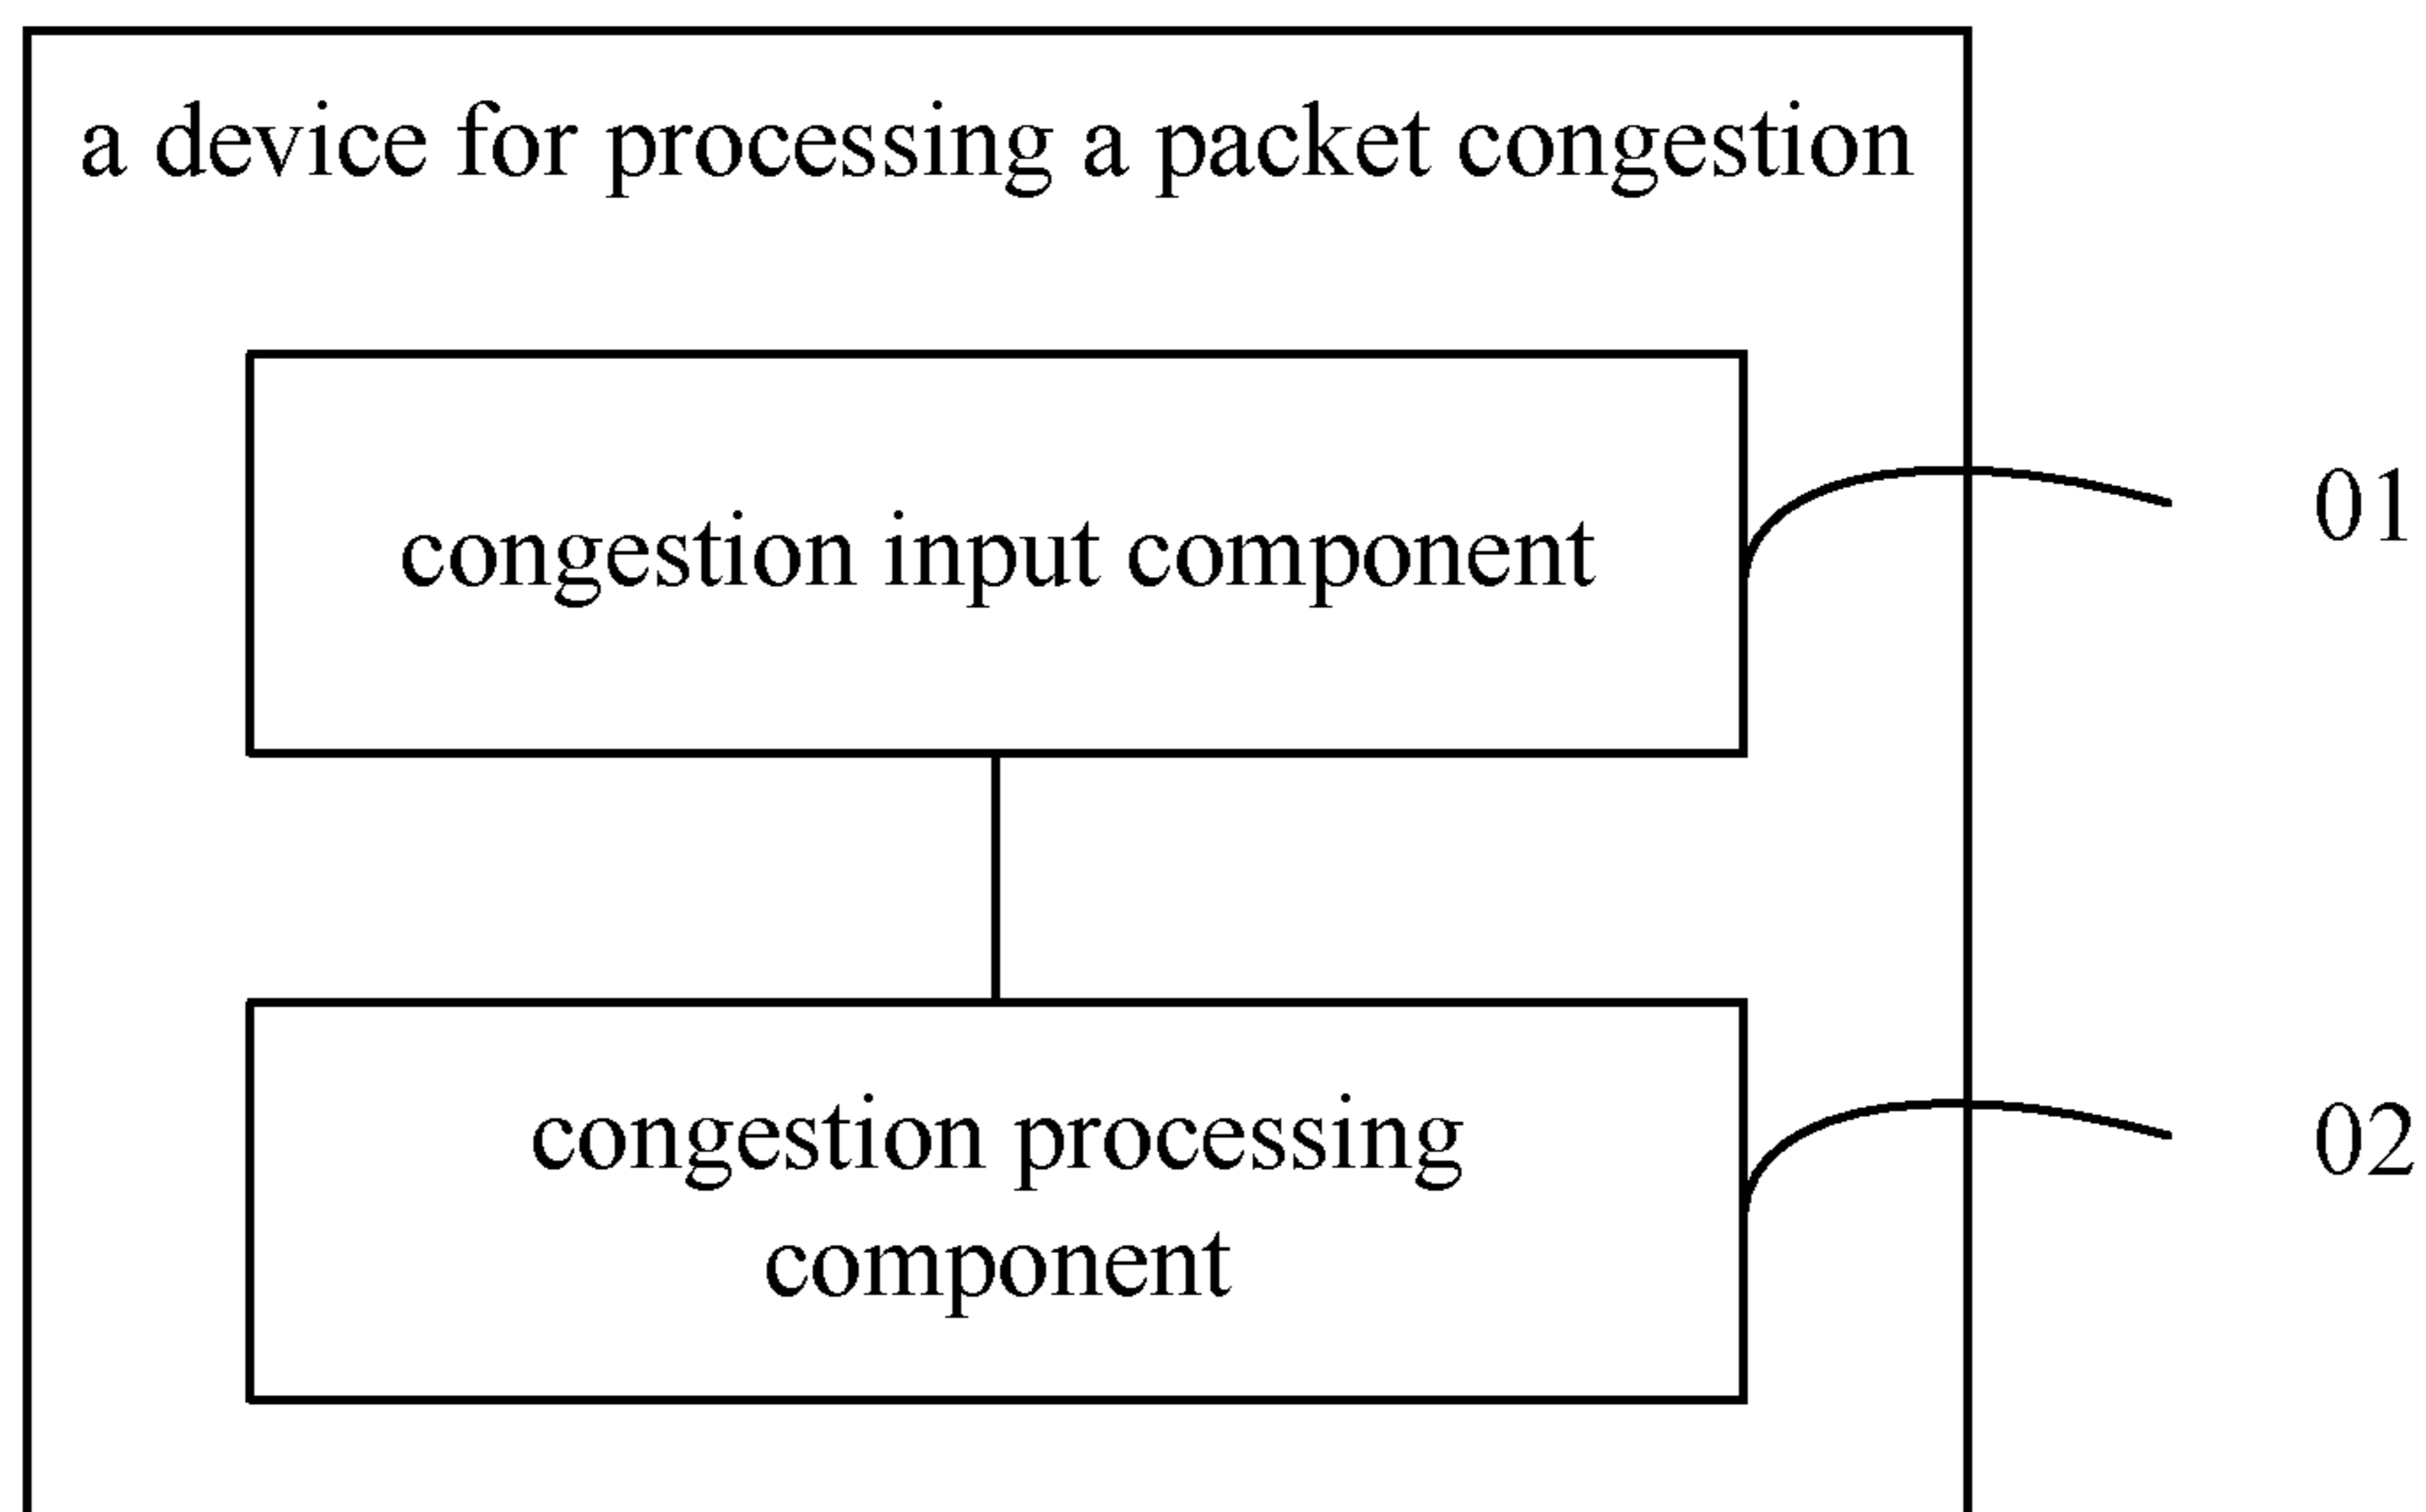 a device for processing a packet congestion
congestion input component
01
congestion processing
component
02